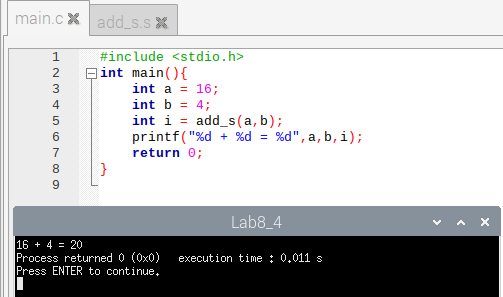 main.c add_s.s
1 #include <stdio.h>
2 int main(){
3 int a = 16;
4 int b = 4;
5 int i = add_s(a,b);
6 printf("%d + %d = %d",a,b,i);
7 return 0;
8 }
9
Lab8_4
16 + 4 = 20
Process returned 0 (0x0)   execution time : 0.011 s
Press ENTER to continue.